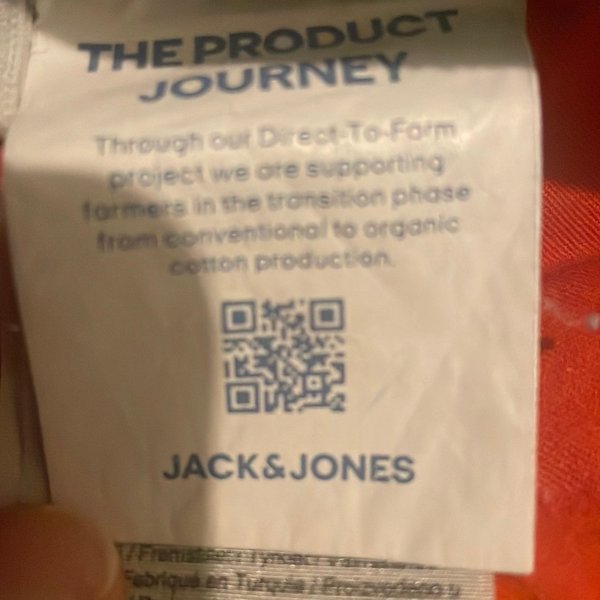 THE PRODUCT
JOURNEY
Through our Direct-To-Farm
project we are supporting
farmers in the transition phase
from conventional to organic
cotton production.
JACK&JONES
Fabriqué en Turquie /